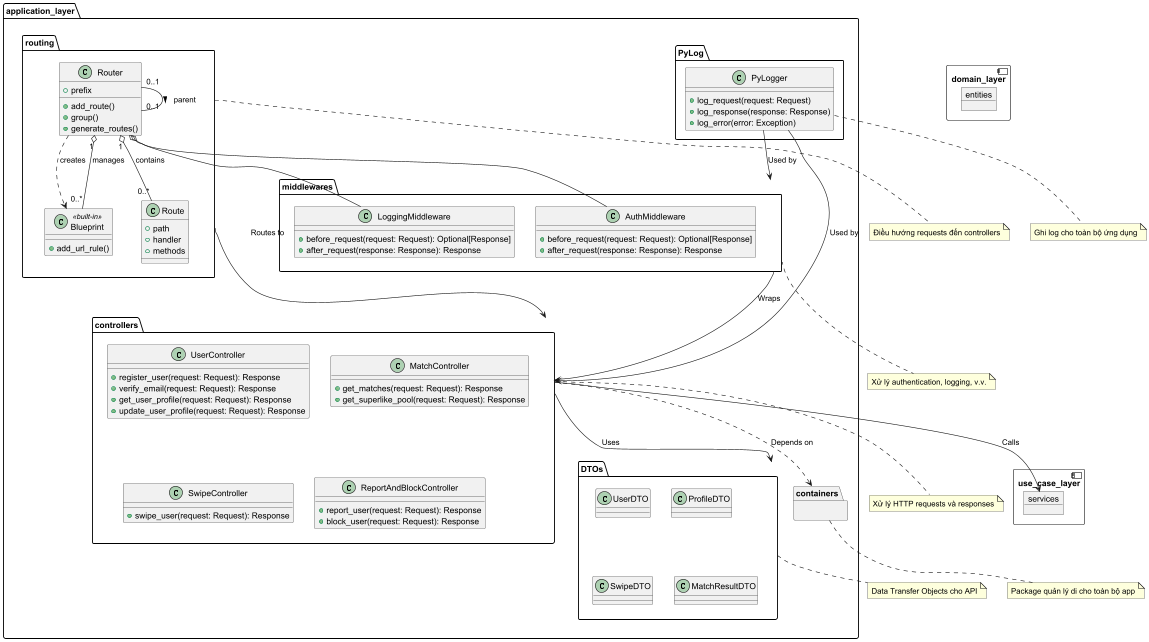 application_layer
routing
Router
prefix
add_route()
group()
generate_routes()
0..1
0..1
parent
creates
1
manages
1
contains
0..*
0..*
«built-in»
Blueprint
add_url_rule()
Route
path
handler
methods
PyLog
PyLogger
log_request(request: Request)
log_response(response: Response)
log_error(error: Exception)
Used by
domain_layer
entities
middlewares
LoggingMiddleware
before_request(request: Request): Optional[Response]
after_request(response: Response): Response
AuthMiddleware
before_request(request: Request): Optional[Response]
after_request(response: Response): Response
Routes to
Used by
Điều hướng requests đến controllers
Ghi log cho toàn bộ ứng dụng
Wraps
controllers
UserController
register_user(request: Request): Response
verify_email(request: Request): Response
get_user_profile(request: Request): Response
update_user_profile(request: Request): Response
MatchController
get_matches(request: Request): Response
get_superlike_pool(request: Request): Response
Xử lý authentication, logging, v.v.
SwipeController
swipe_user(request: Request): Response
ReportAndBlockController
report_user(request: Request): Response
block_user(request: Request): Response
Uses
Depends on
Calls
DTOs
UserDTO
ProfileDTO
SwipeDTO
MatchResultDTO
containers
Xử lý HTTP requests và responses
use_case_layer
services
Data Transfer Objects cho API
Package quản lý di cho toàn bộ app